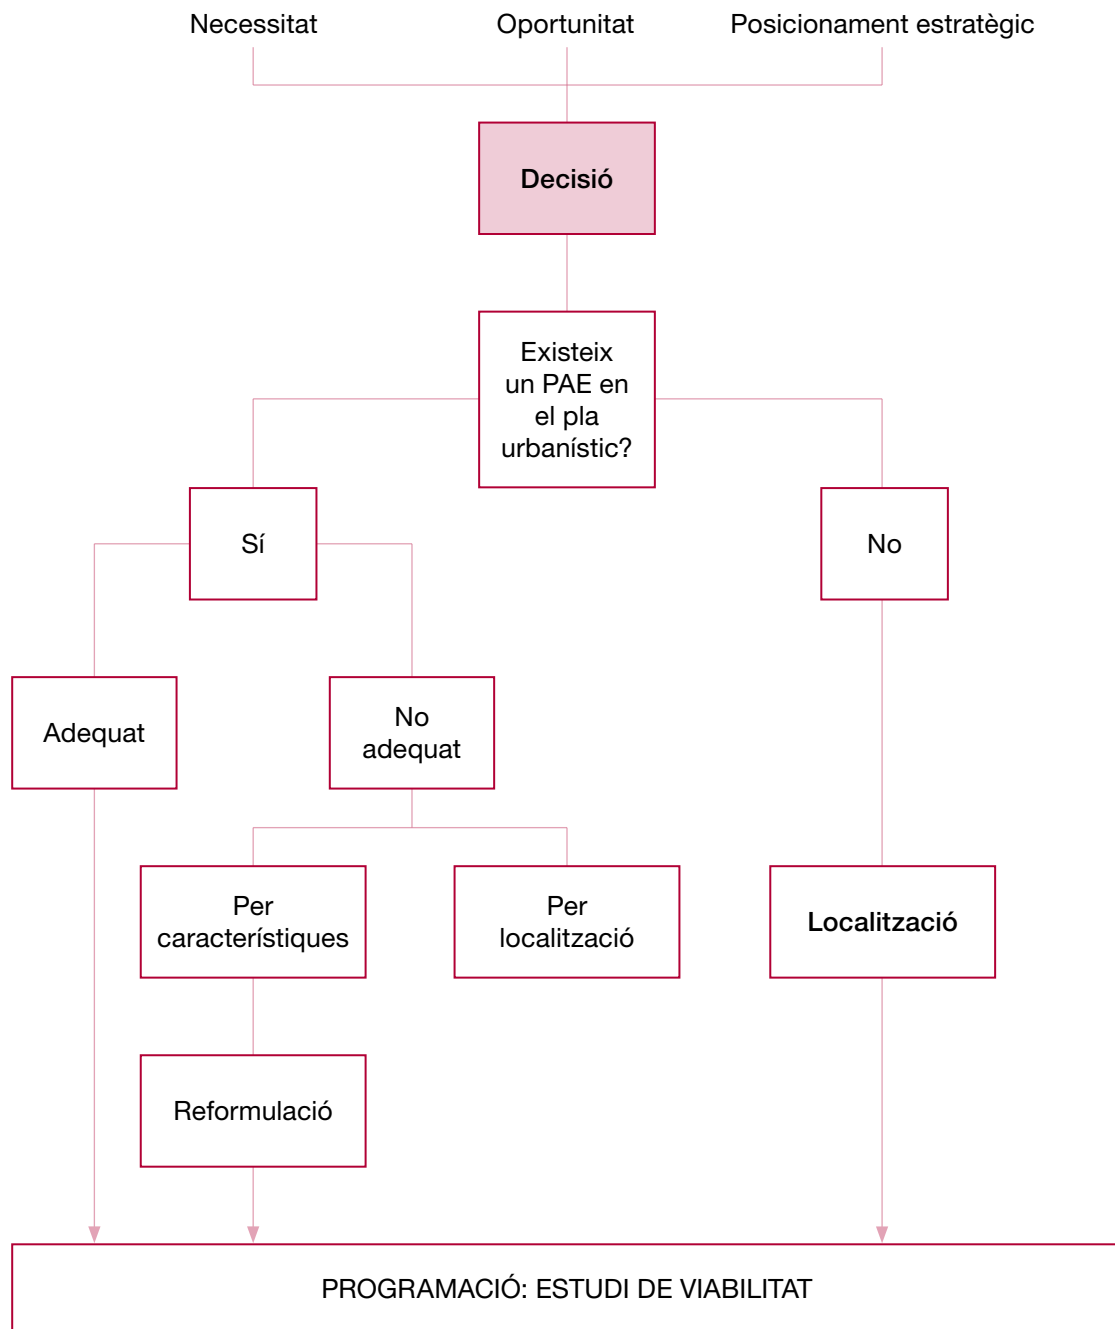 Necessitat
Oportunitat
Posicionament estratègic
Decisió
Existeix
un PAE en
el pla
urbanístic?
Sí
No
Adequat
No
adequat
Per
característiques
Per
localització
Localització
Reformulació
PROGRAMACIÓ: ESTUDI DE VIABILITAT